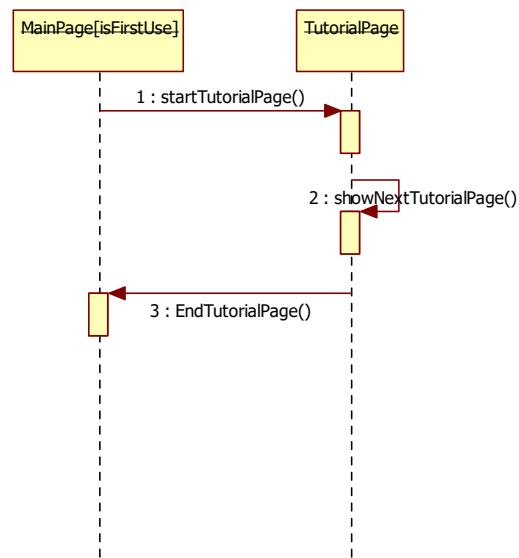 MainPage[isFirstUse]
TutorialPage
1 : startTutorialPage()
2 : showNextTutorialPage()
3 : EndTutorialPage()